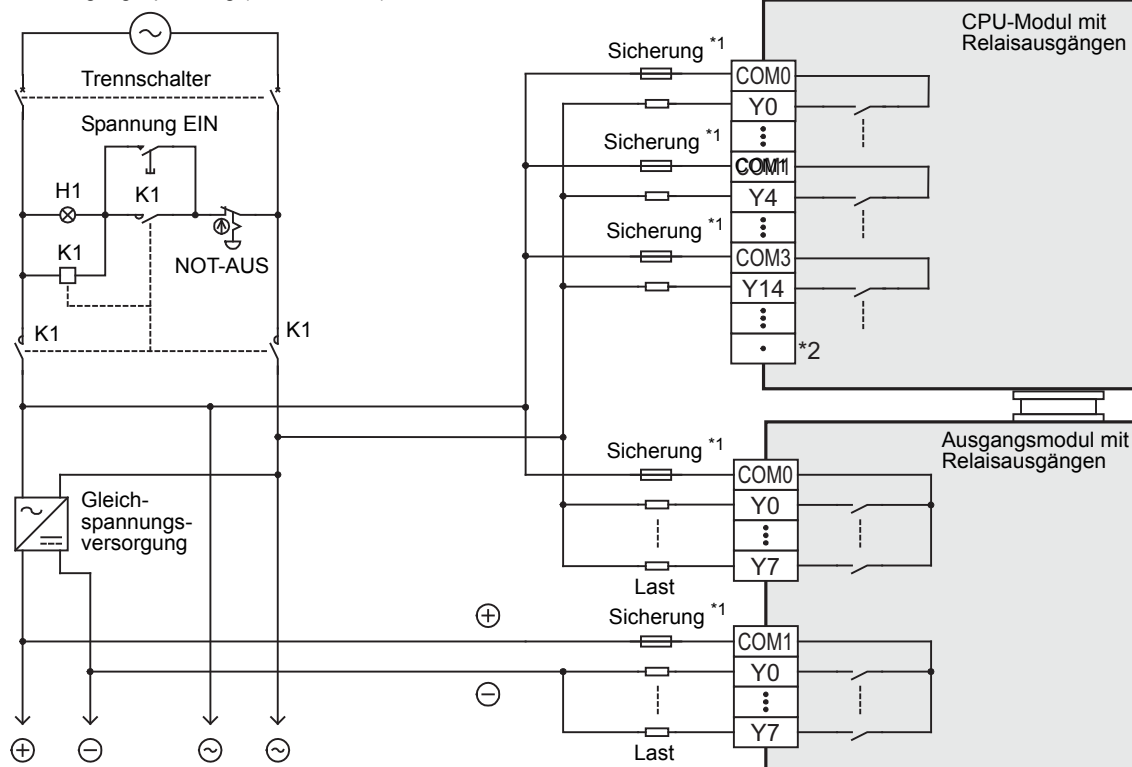 Trennschalter
Spannung EIN
H1
K1
K1
NOT-AUS
K1
K1
Gleich-
spannungs-
versorgung
CPU-Modul mit
Relaisausgängen
Sicherung *1
COM0
Y0
Sicherung *1
COM1
Y4
Sicherung *1
COM3
Y14
*2
Ausgangsmodul mit
Relaisausgängen
Sicherung *1
COM0
Y0
Y7
Last
Sicherung *1
COM1
Y0
Y7
Last